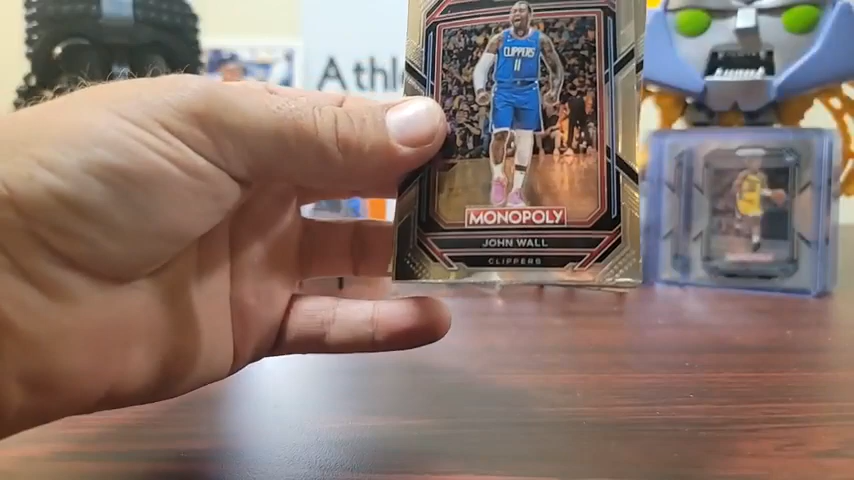 Athl
CLIPPERS
11
MONOPOLY
JOHN WALL
CLIPPERS